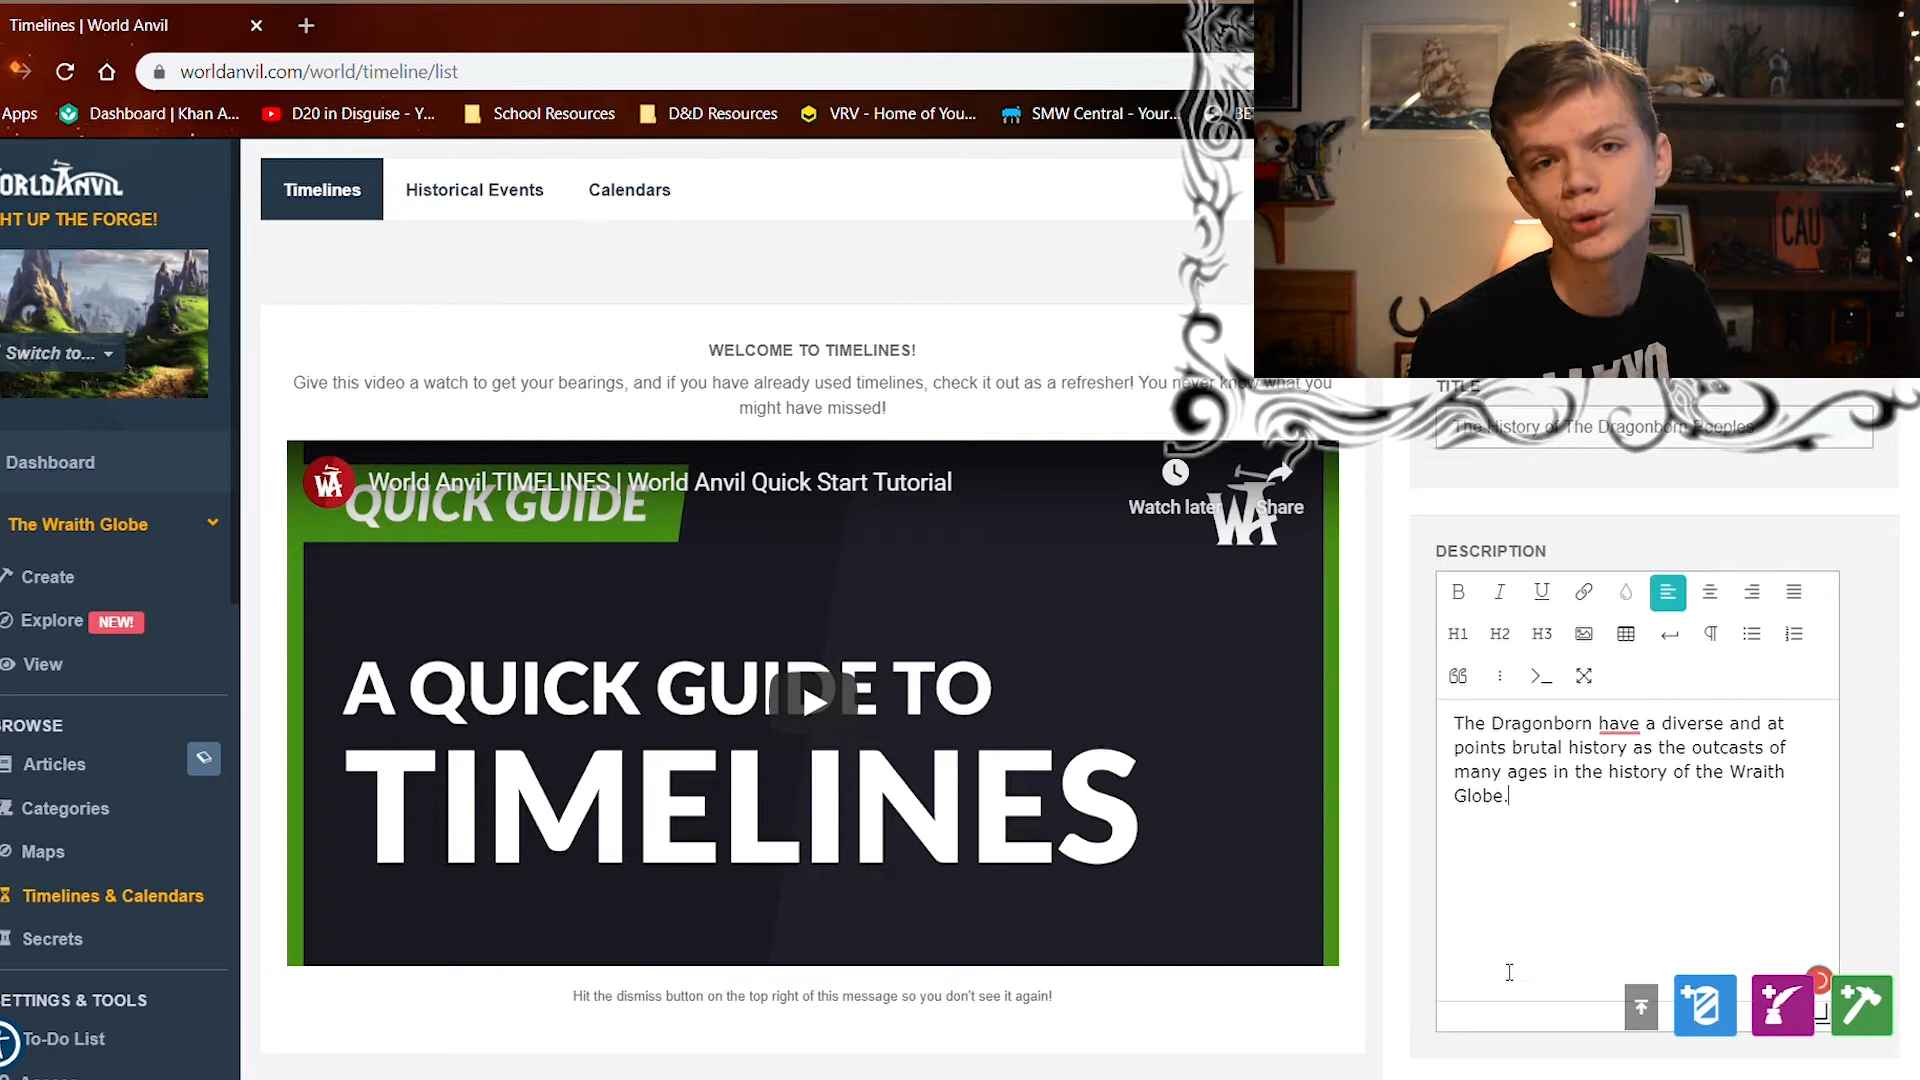 Timelines | World Anvil
worldanvil.com/world/timeline/list
Apps
Dashboard | Khan A...
D20 in Disguise - Y...
School Resources
D&D Resources
VRV - Home of You...
SMW Central - Your...
BE
ORLDANVIL
HT UP THE FORGE!
Switch to...
Dashboard
The Wraith Globe
Create
Explore NEW!
View
BROWSE
Articles
Categories
Maps
Timelines & Calendars
Secrets
ETTINGS & TOOLS
To-Do List
Timelines
Historical Events
Calendars
WELCOME TO TIMELINES!
Give this video a watch to get your bearings, and if you have already used timelines, check it out as a refresher! You never know what you
might have missed!
World Anvil TIMELINES | World Anvil Quick Start Tutorial
QUICK GUIDE
Watch later
Share
WA
WA
A QUICK GUIDE TO
TIMELINES
Hit the dismiss button on the top right of this message so you don't see it again!
CAU
TITLE
The History of The Dragonborn Peoples
DESCRIPTION
B I U
H1 H2 H3
The Dragonborn have a diverse and at
points brutal history as the outcasts of
many ages in the history of the Wraith
Globe.